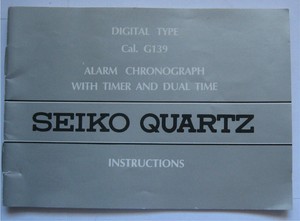 DIGITAL TYPE
Cal. G139
ALARM CHRONOGRAPH
WITH TIMER AND DUAL TIME
SEIKO QUARTZ
INSTRUCTIONS